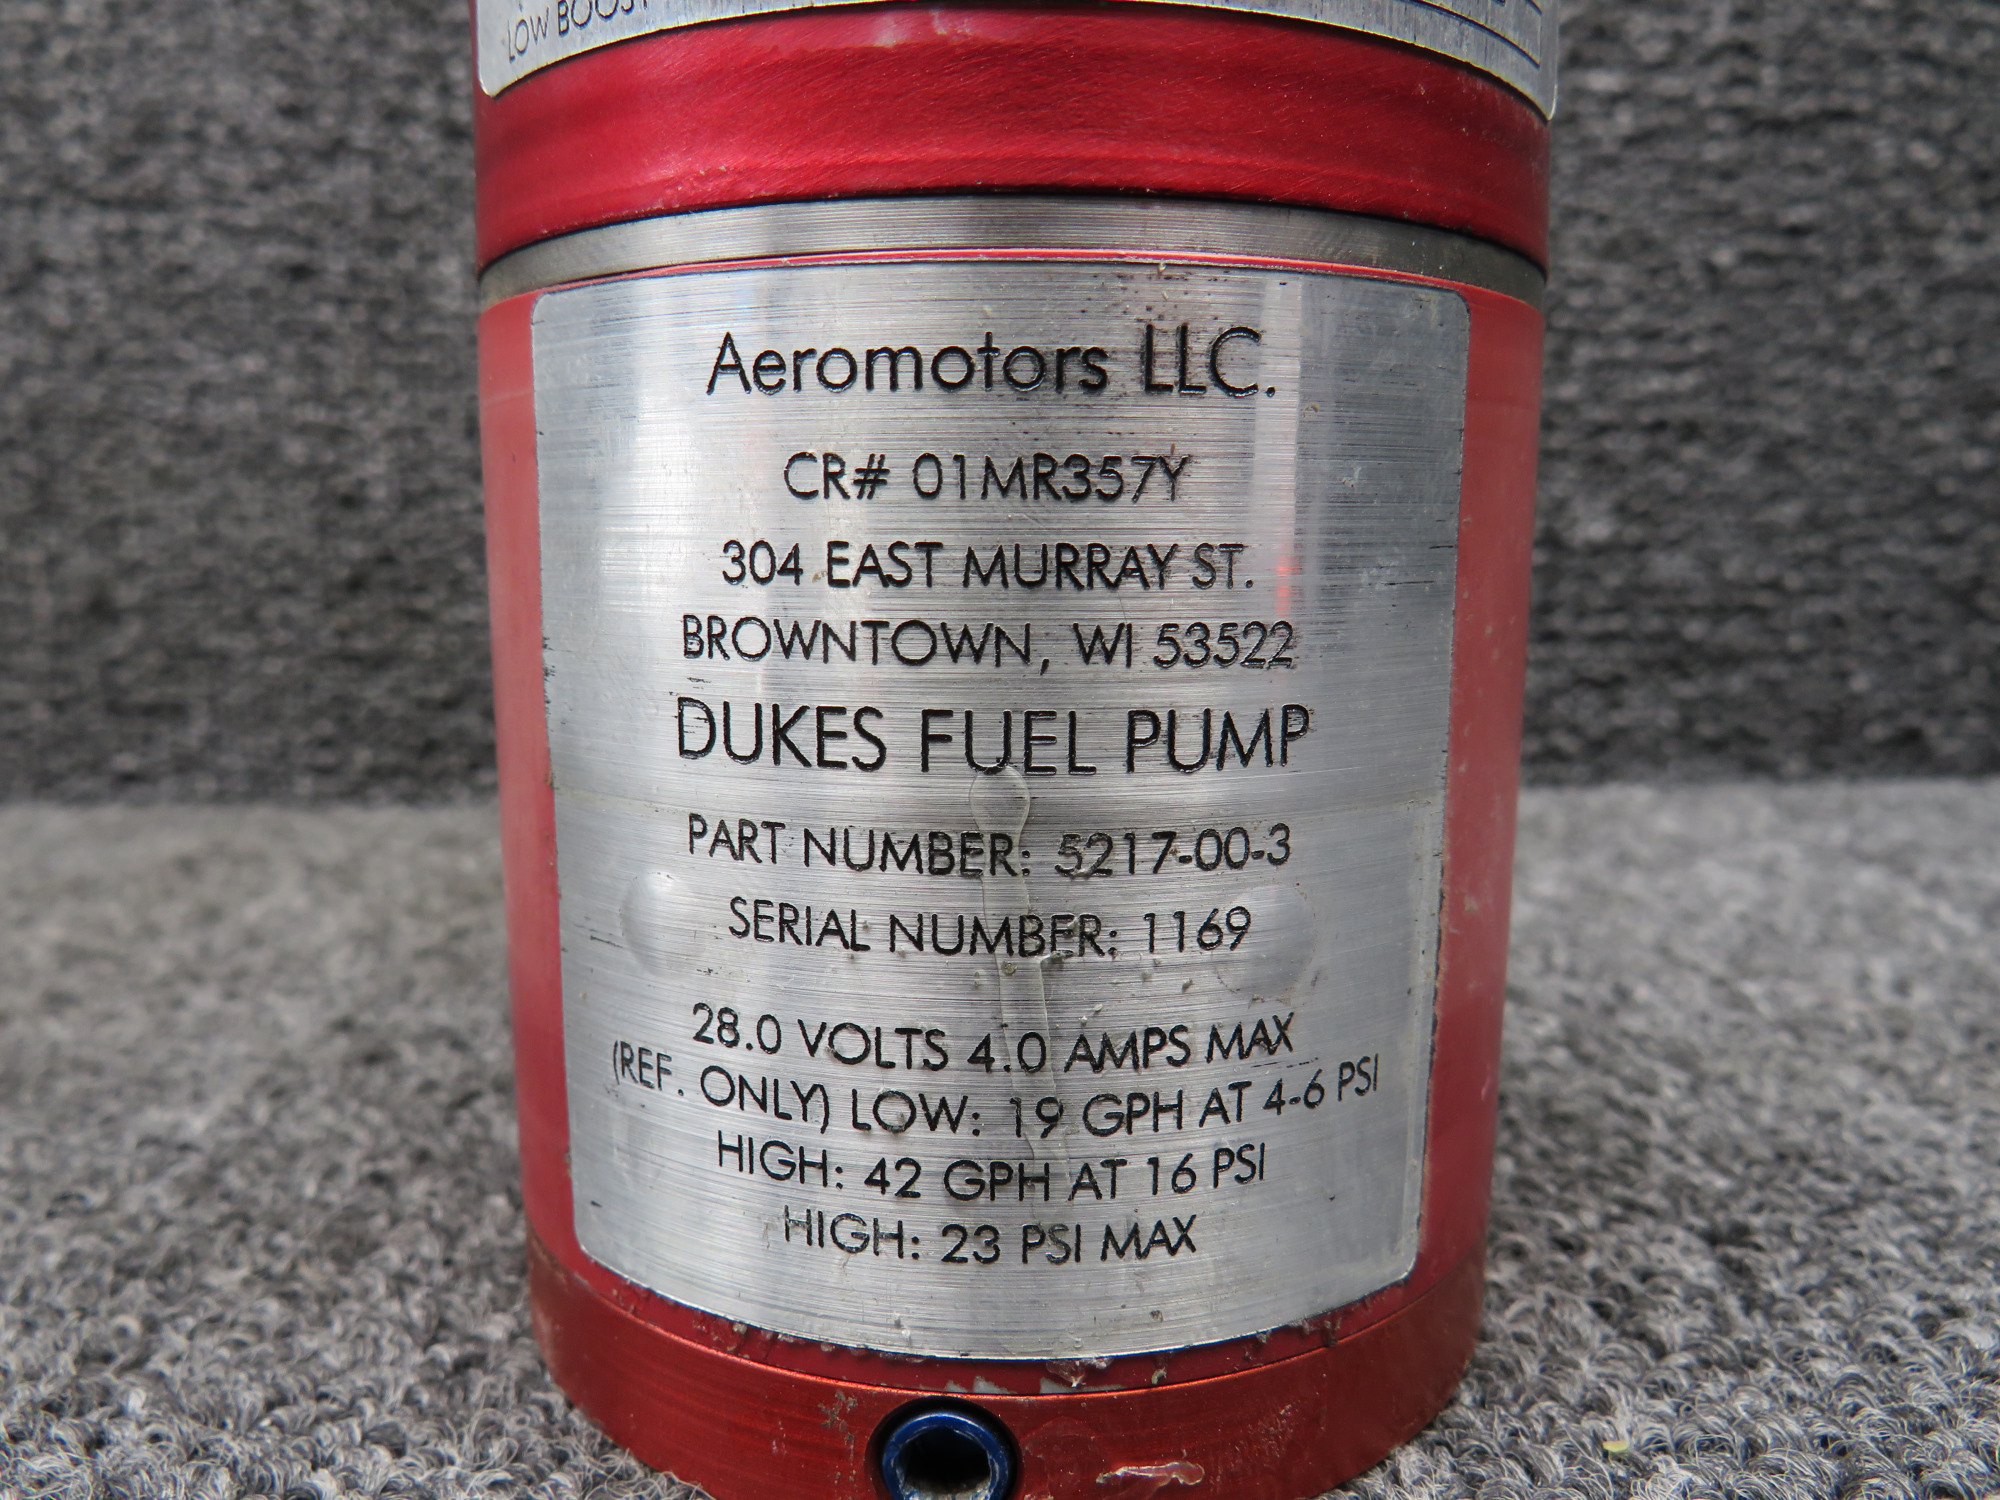 LOW BOOST
Aeromotors LLC.
CR# 01MR357Y
304 EAST MURRAY ST.
BROWNTOWN, WI 53522
DUKES FUEL PUMP
PART NUMBER: 5217-00-3
SERIAL NUMBER: 1169
28.0 VOLTS 4.0 AMPS MAX
(REF. ONLY) LOW: 19 GPH AT 4-6 PSI
HIGH: 42 GPH AT 16 PSI
HIGH: 23 PSI MAX